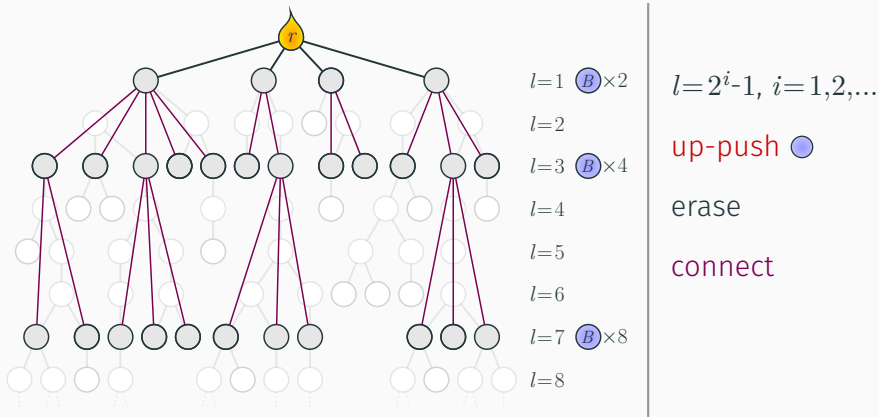 r
l=1 B×2
l=2
l=3 B×4
l=4
l=5
l=6
l=7 B×8
l=8
l=2^i-1, i=1,2,...
up-push
erase
connect